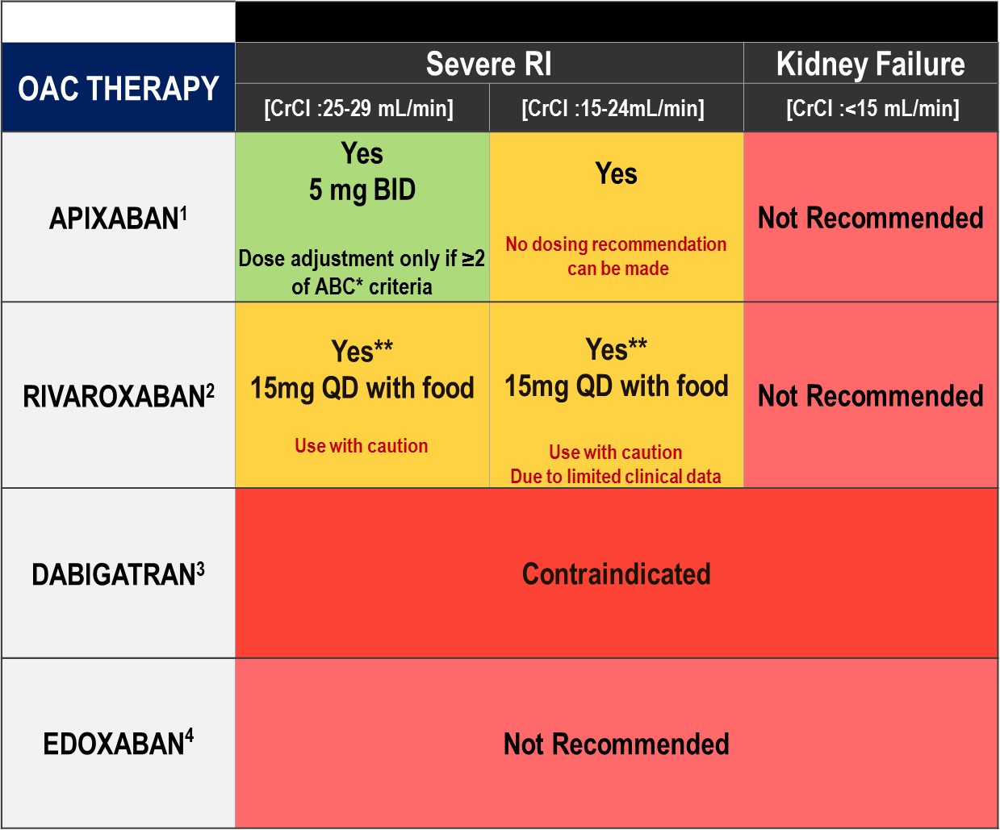 OAC THERAPY
Severe RI
Kidney Failure
[CrCl :25-29 mL/min]
[CrCl :15-24mL/min]
[CrCl :<15 mL/min]
APIXABAN1
Yes
5 mg BID
Dose adjustment only if ≥2
of ABC* criteria
Yes
No dosing recommendation
can be made
Not Recommended
RIVAROXABAN2
Yes**
15mg QD with food
Use with caution
Yes**
15mg QD with food
Use with caution
Due to limited clinical data
Not Recommended
DABIGATRAN3
Contraindicated
EDOXABAN4
Not Recommended